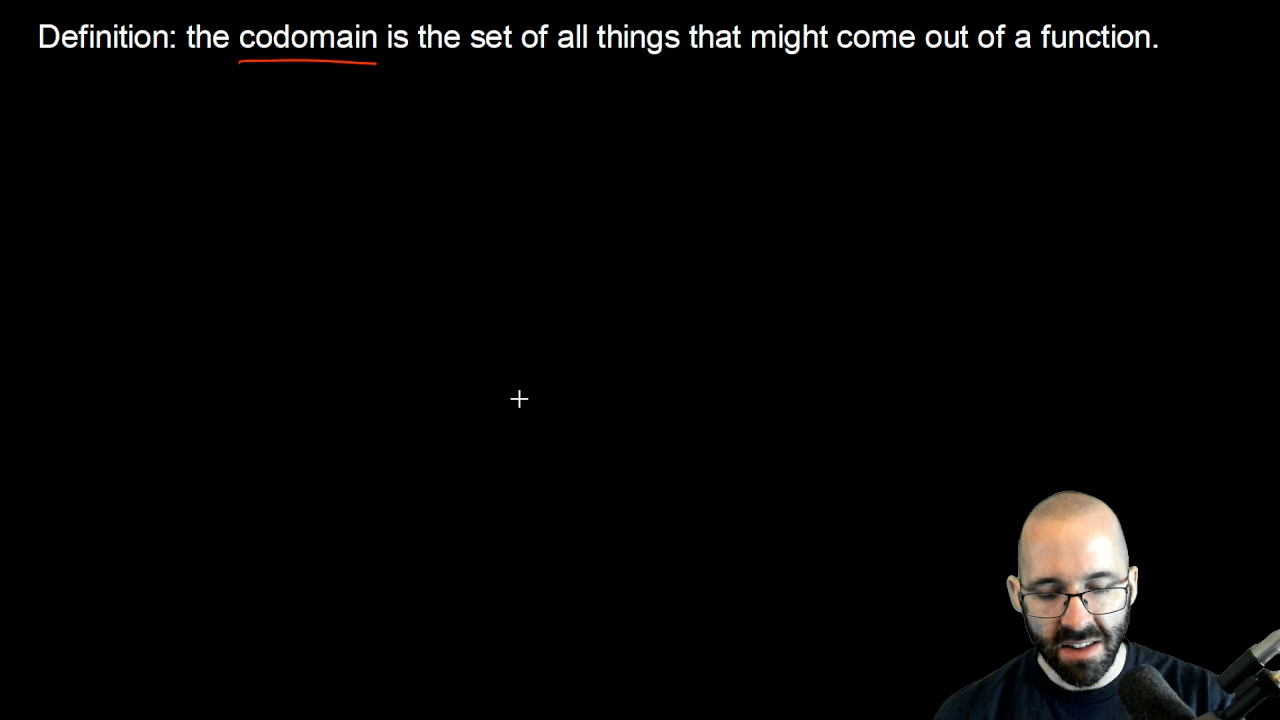 Definition: the codomain is the set of all things that might come out of a function.